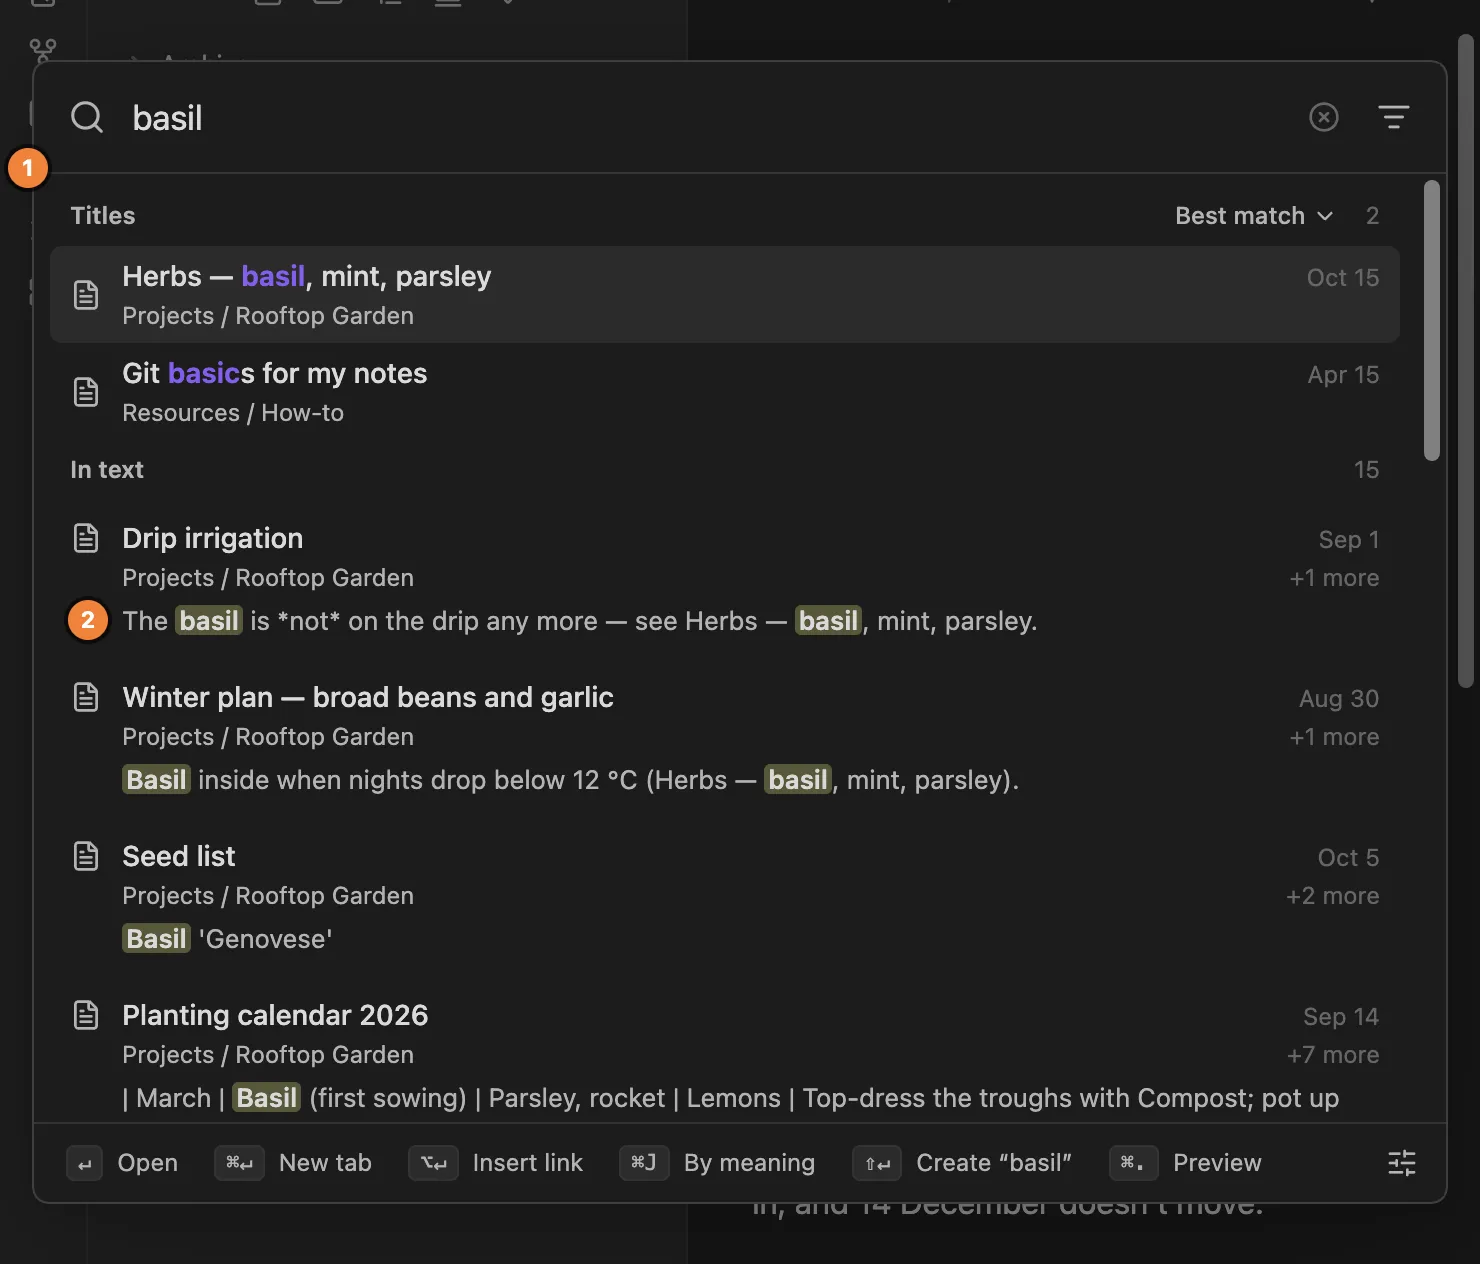 basil
1
Titles
Best match 2
Herbs — basil, mint, parsley
Oct 15
Projects / Rooftop Garden
Git basics for my notes
Apr 15
Resources / How-to
In text
15
Drip irrigation
Sep 1
Projects / Rooftop Garden
+1 more
2
The basil is *not* on the drip any more — see Herbs — basil, mint, parsley.
Winter plan — broad beans and garlic
Aug 30
Projects / Rooftop Garden
+1 more
Basil inside when nights drop below 12 °C (Herbs — basil, mint, parsley).
Seed list
Oct 5
Projects / Rooftop Garden
+2 more
Basil 'Genovese'
Planting calendar 2026
Sep 14
Projects / Rooftop Garden
+7 more
| March | Basil (first sowing) | Parsley, rocket | Lemons | Top-dress the troughs with Compost; pot up
↵ Open ⌘↵ New tab ⌥↵ Insert link ⌘J By meaning ⇧↵ Create “basil” ⌘. Preview
in, and 14 December doesn't move.